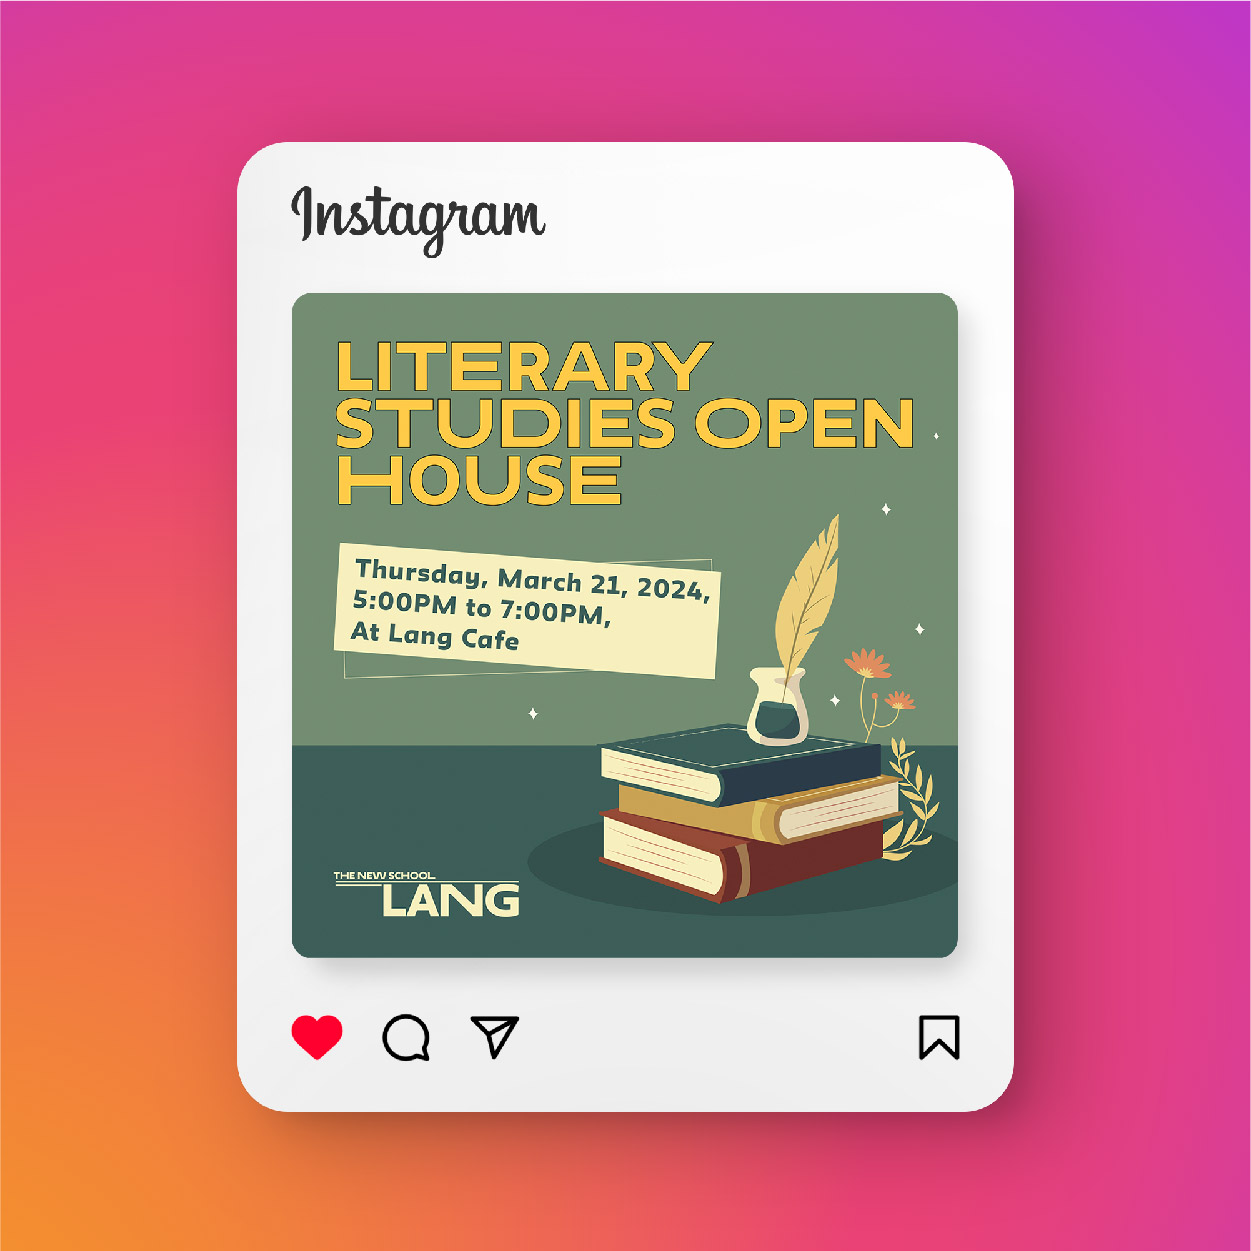 Instagram
LITERARY
STUDIES OPEN
HOUSE
Thursday, March 21, 2024,
5:00PM to 7:00PM,
At Lang Cafe
THE NEW SCHOOL
LANG